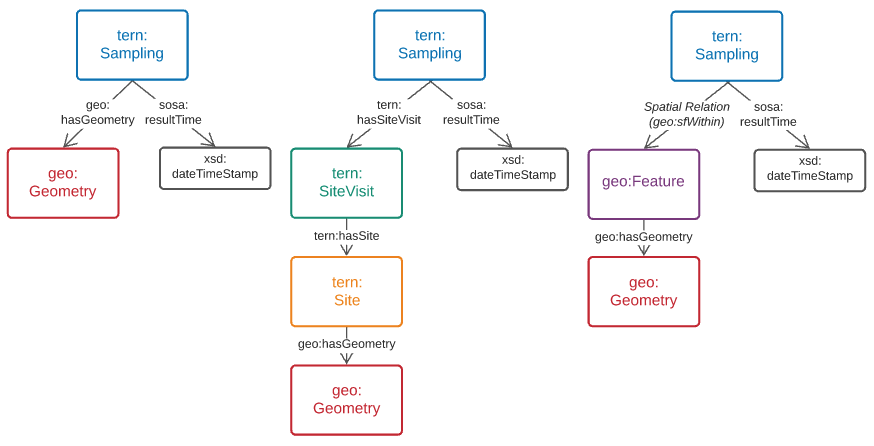 tern:
Sampling
geo:
hasGeometry
sosa:
resultTime
geo:
Geometry
xsd:
dateTimeStamp
tern:
Sampling
tern:
hasSiteVisit
sosa:
resultTime
tern:
SiteVisit
xsd:
dateTimeStamp
tern:hasSite
tern:
Site
geo:hasGeometry
geo:
Geometry
tern:
Sampling
Spatial Relation
(geo:sfWithin)
sosa:
resultTime
geo:Feature
xsd:
dateTimeStamp
geo:hasGeometry
geo:
Geometry